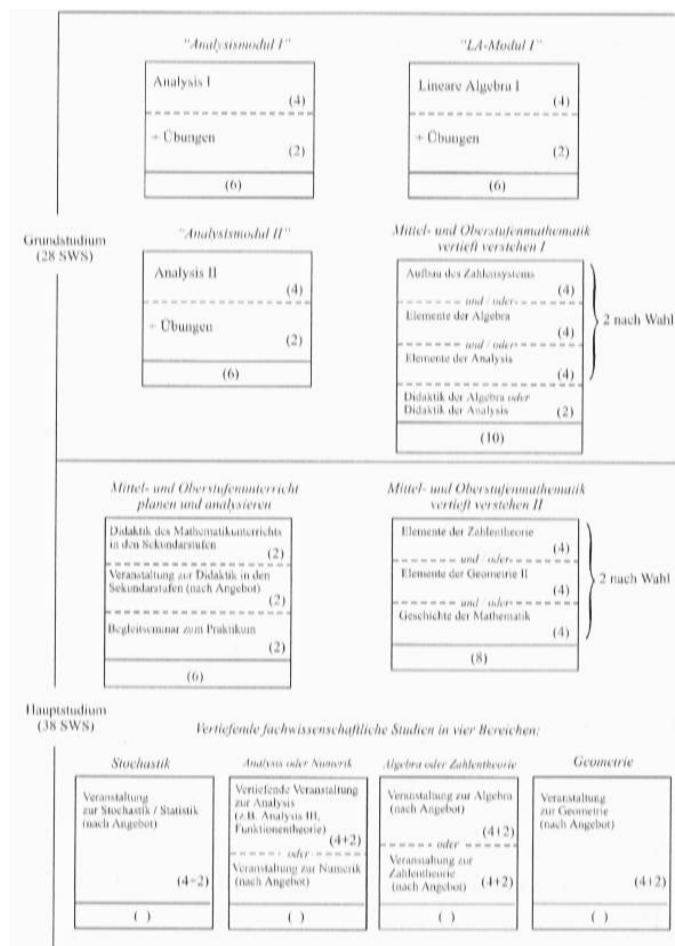 "Analysismodul I"
Analysis I
(4)
+ Übungen
(2)
(6)
"LA-Modul I"
Lineare Algebra I
(4)
+ Übungen
(2)
(6)
Grundstudium
(28 SWS)
"Analysismodul II"
Analysis II
(4)
- Übungen
(2)
(6)
Mittel- und Oberstufenmathematik
vertieft verstehen I
Aufbau des Zahlensystems
(4)
und / oder
Elemente der Algebra
(4)
und / oder
Elemente der Analysis
(4)
Didaktik der Algebra oder
Didaktik der Analysis (2)
(10)
2 nach Wahl
Mittel- und Oberstufenunterricht
planen und analysieren
Didaktik des Mathematikunterrichts
in den Sekundarstufen
(2)
Veranstaltung zur Didaktik in den
Sekundarstufen (nach Angebot)
(2)
Begleitseminar zum Praktikum
(2)
(6)
Mittel- und Oberstufenmathematik
vertieft verstehen II
Elemente der Zahlentheorie
(4)
und / oder
Elemente der Geometrie II
(4)
und / oder
Geschichte der Mathematik
(4)
(8)
2 nach Wahl
Hauptstudium
(38 SWS)
Vertiefende fachwissenschaftliche Studien in vier Bereichen:
Stochastik
Veranstaltung
zur Stochastik / Statistik
(nach Angebot)
(4+2)
( )
Analysis oder Numerik
Vertiefende Veranstaltung
zur Analysis
(z.B. Analysis III,
Funktionentheorie)
(4+2)
oder
Veranstaltung zur Numerik
(nach Angebot)
( )
Algebra oder Zahlentheorie
Veranstaltung zur Algebra
(nach Angebot)
(4+2)
oder
Veranstaltung zur
Zahlentheorie
(nach Angebot) (4+2)
( )
Geometrie
Veranstaltung
zur Geometrie
(nach Angebot)
(4+2)
( )